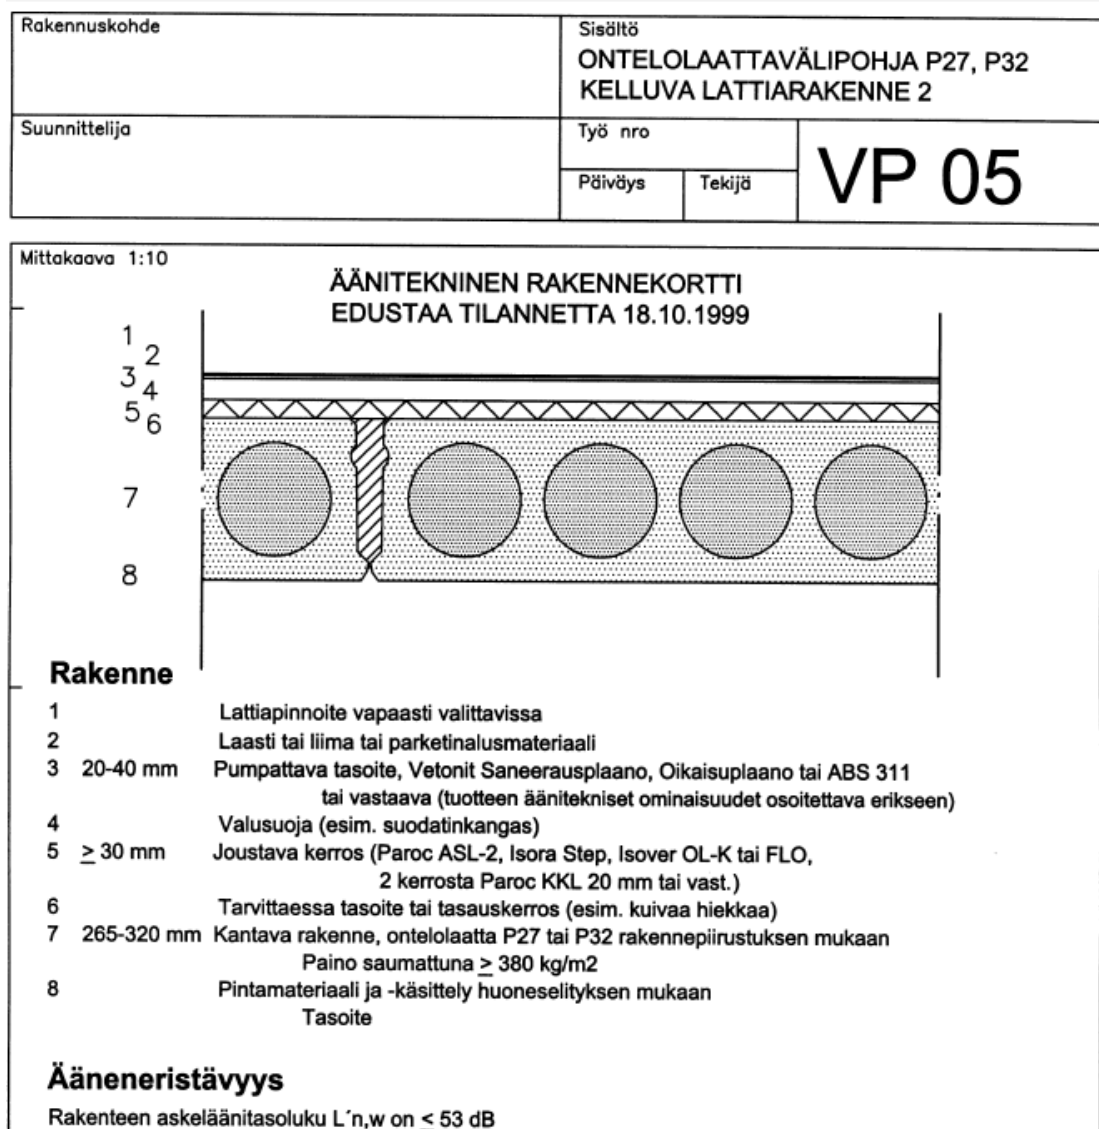 Rakennuskohde
Sisältö
ONTELOLAATTAVÄLIPOHJA P27, P32
KELLUVA LATTIARAKENNE 2
Suunnittelija
Työ nro
VP 05
Päiväys
Tekijä
Mittakaava 1:10
ÄÄNITEKNINEN RAKENNEKORTTI
EDUSTAA TILANNETTA 18.10.1999
1
2
3
4
5
6
7
8
Rakenne
1 Lattiapinnoite vapaasti valittavissa
2 Laasti tai liima tai parketinalusmateriaali
3 20-40 mm Pumpattava tasoite, Vetonit Saneerausplaano, Oikaisuplaano tai ABS 311
tai vastaava (tuotteen äänitekniset ominaisuudet osoitettava erikseen)
4 Valusuoja (esim. suodatinkangas)
5 ≥ 30 mm Joustava kerros (Paroc ASL-2, Isora Step, Isover OL-K tai FLO,
2 kerrosta Paroc KKL 20 mm tai vast.)
6 Tarvittaessa tasoite tai tasauskerros (esim. kuivaa hiekkaa)
7 265-320 mm Kantava rakenne, ontelolaatta P27 tai P32 rakennepiirustuksen mukaan
Paino saumattuna ≥ 380 kg/m2
8 Pintamateriaali ja -käsittely huoneselityksen mukaan
Tasoite
Ääneneristävyys
Rakenteen askeläänitasoluku L´n,w on ≤ 53 dB